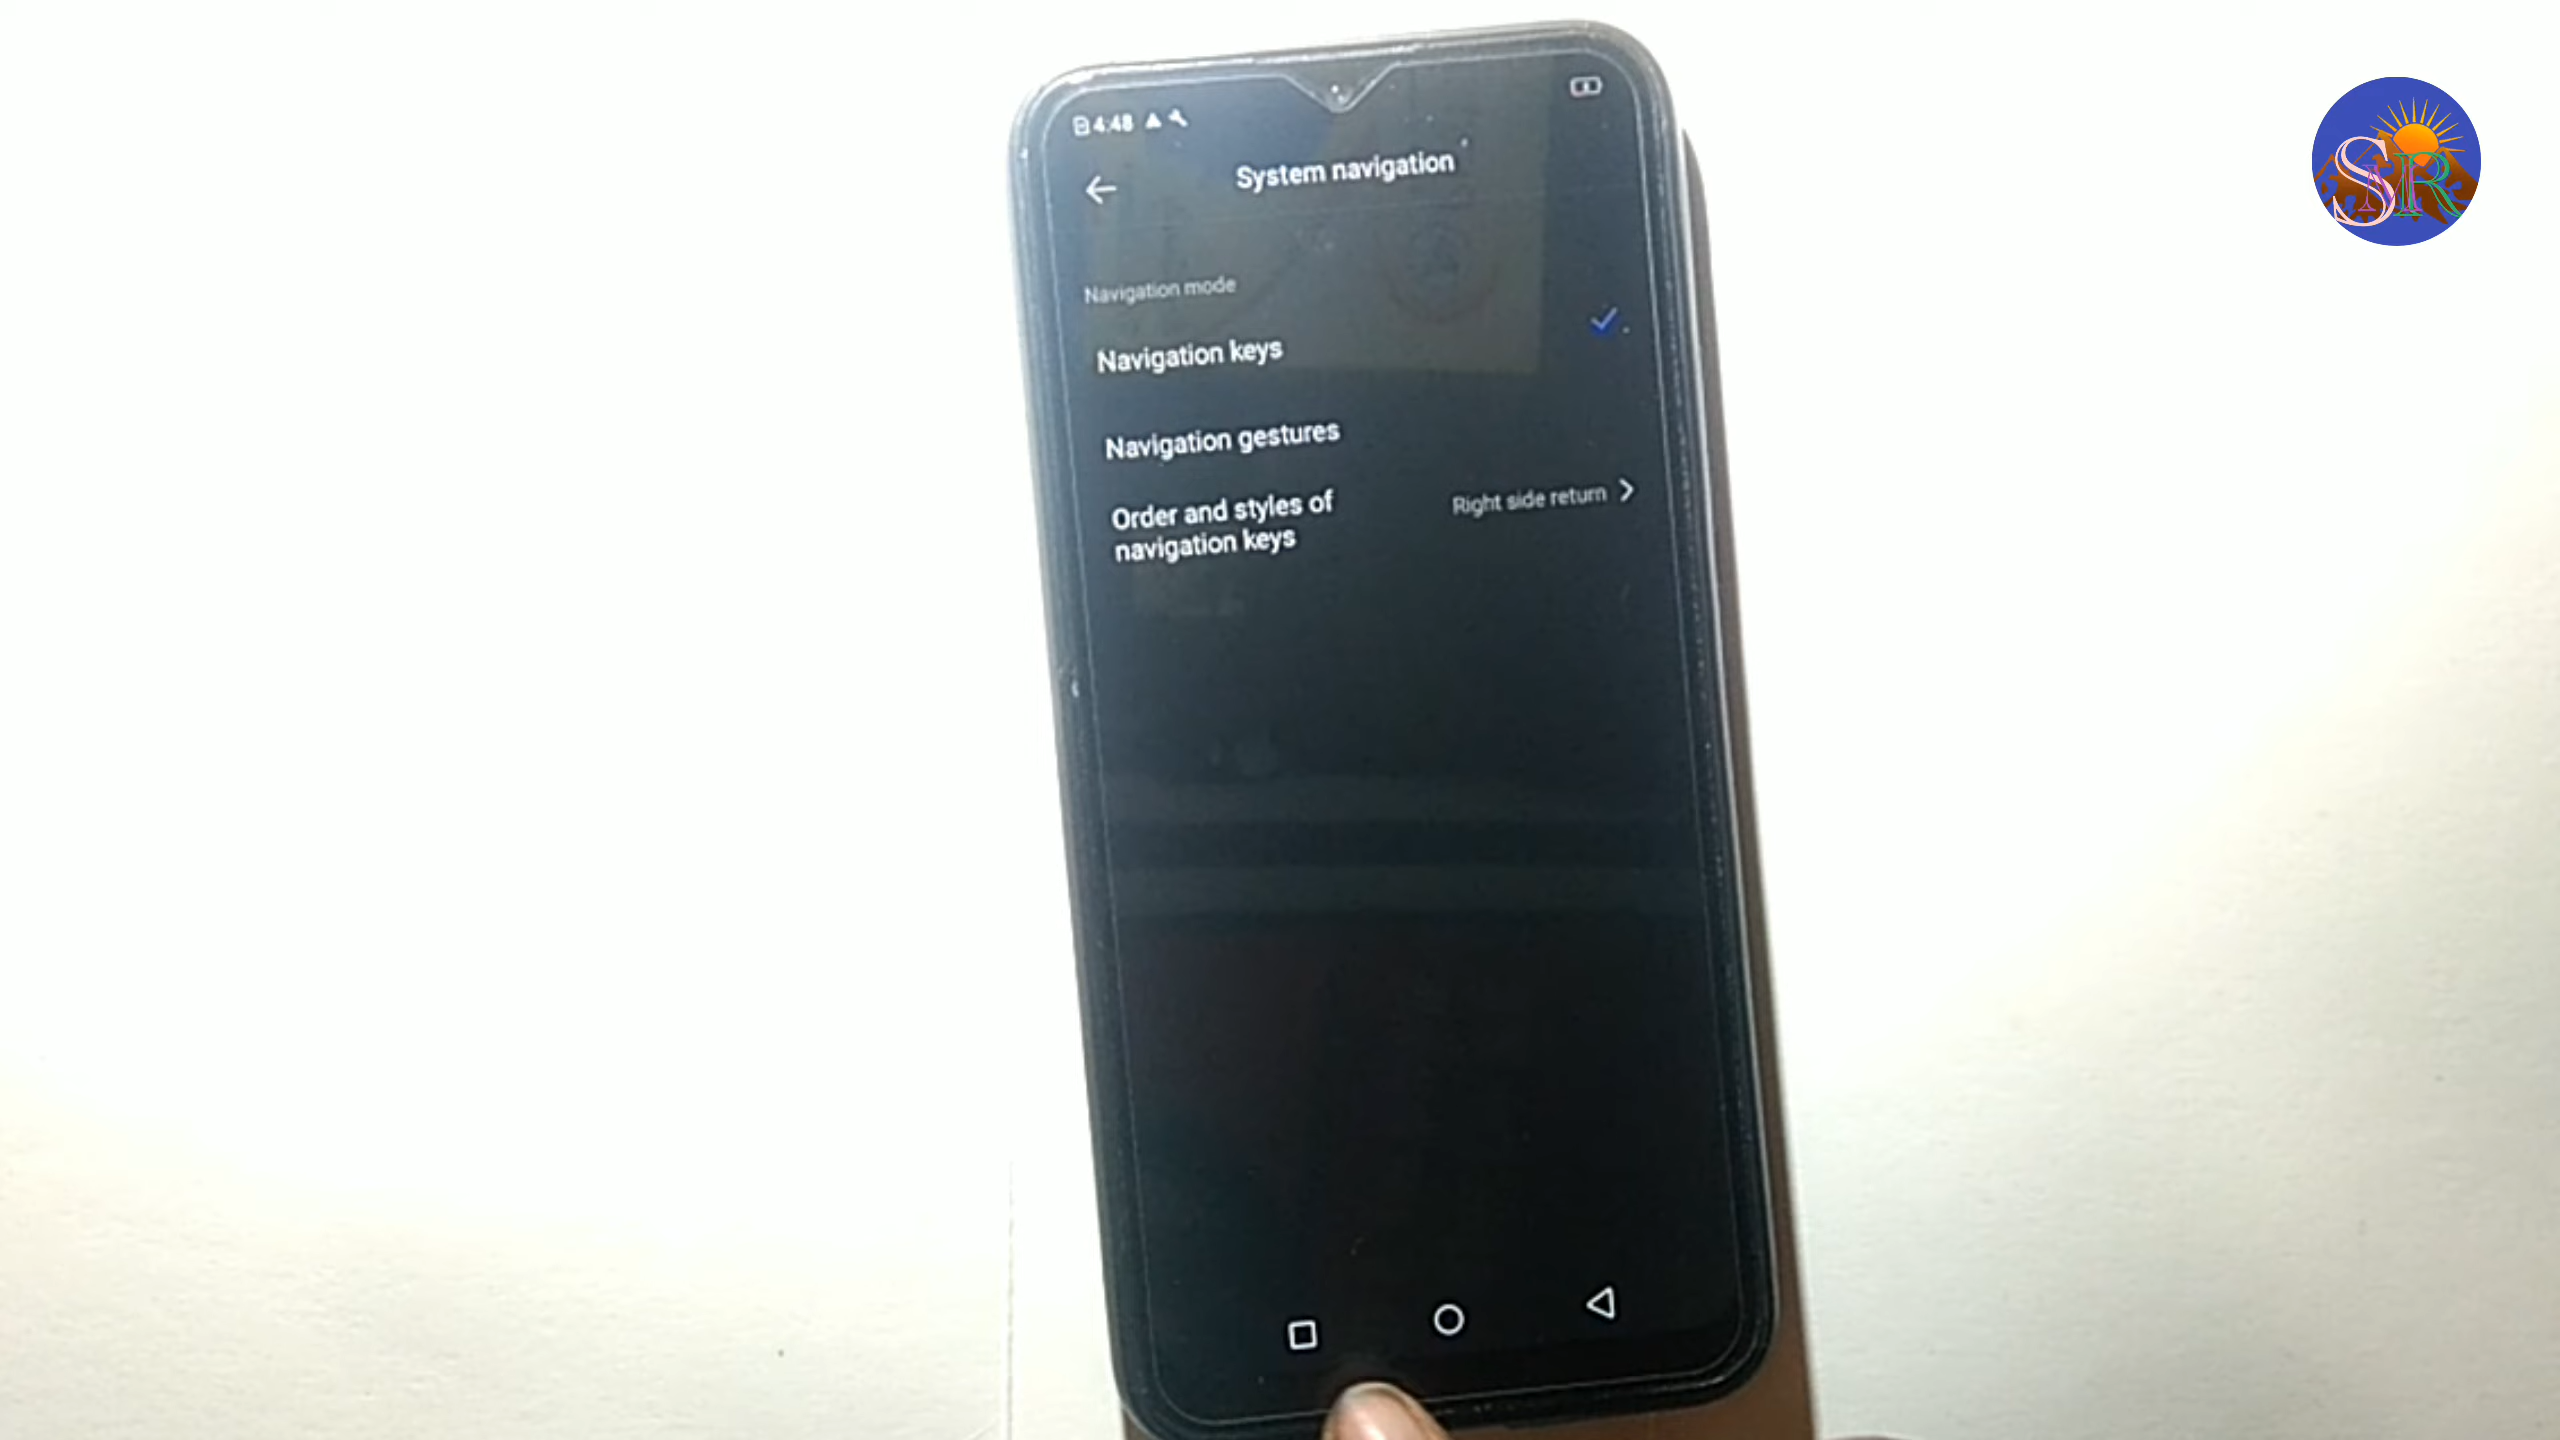 4:48
System navigation
Navigation mode
Navigation keys
Navigation gestures
Order and styles of
navigation keys
Right side return
SMR